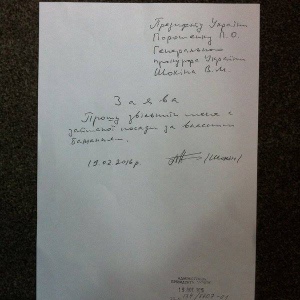 Президенту України
Порошенку П.О.
Генерального
прокурора України
Шокіна В.М.
Заява
Прошу звільнити мене з
займаної посади за власним
бажанням.
19.02.2016р.